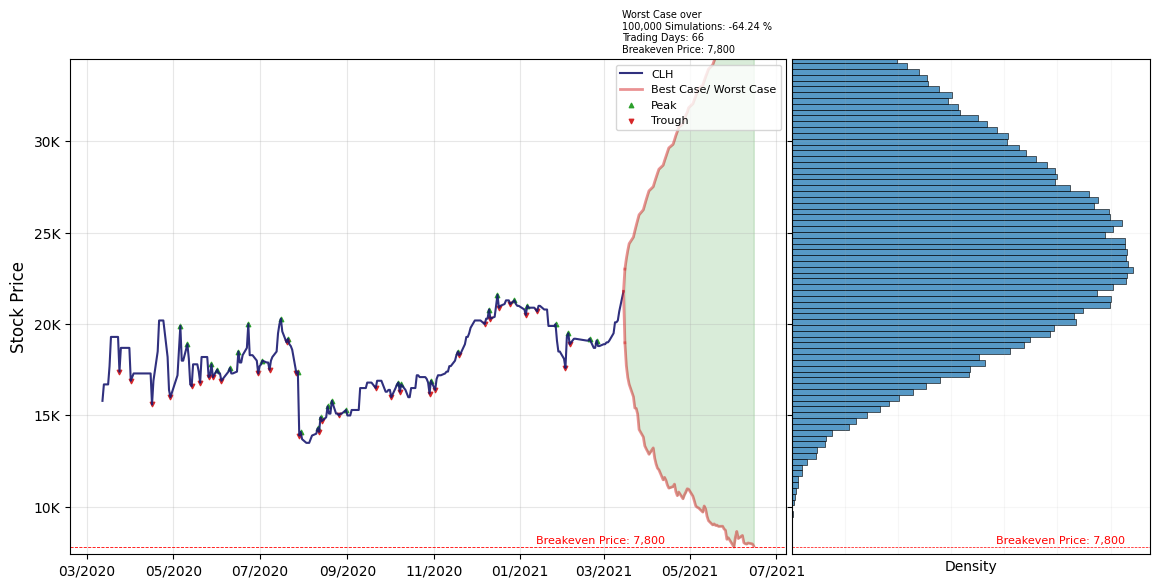 Worst Case over
100,000 Simulations: -64.24 %
Trading Days: 66
Breakeven Price: 7,800
CLH
Best Case/ Worst Case
Peak
Trough
Stock Price
30K
25K
20K
15K
10K
Breakeven Price: 7,800
Breakeven Price: 7,800
03/2020 05/2020 07/2020 09/2020 11/2020 01/2021 03/2021 05/2021 07/2021
Density